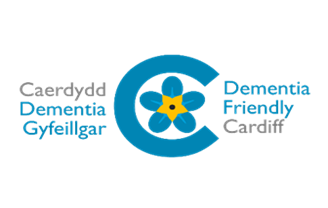 Caerdydd
Dementia
Gyfeillgar
Dementia
Friendly
Cardiff